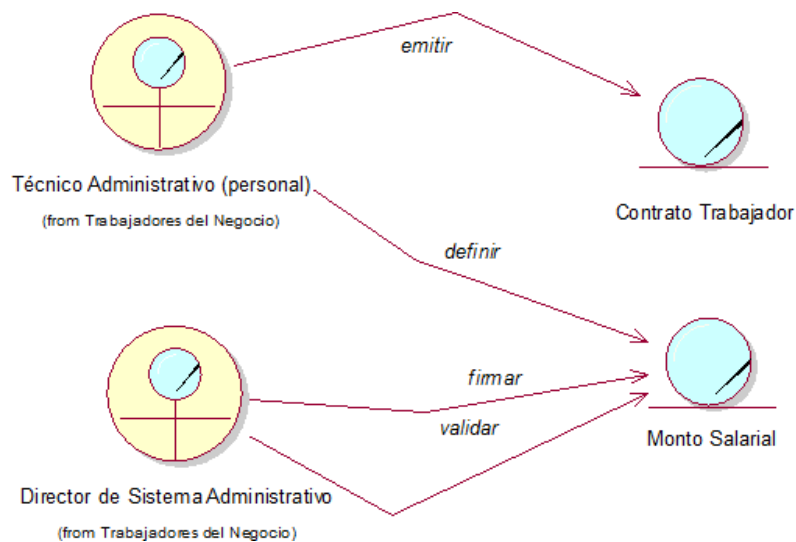 emitir
Técnico Administrativo (personal)
(from Trabajadores del Negocio)
Contrato Trabajador
definir
firmar
validar
Monto Salarial
Director de Sistema Administrativo
(from Trabajadores del Negocio)